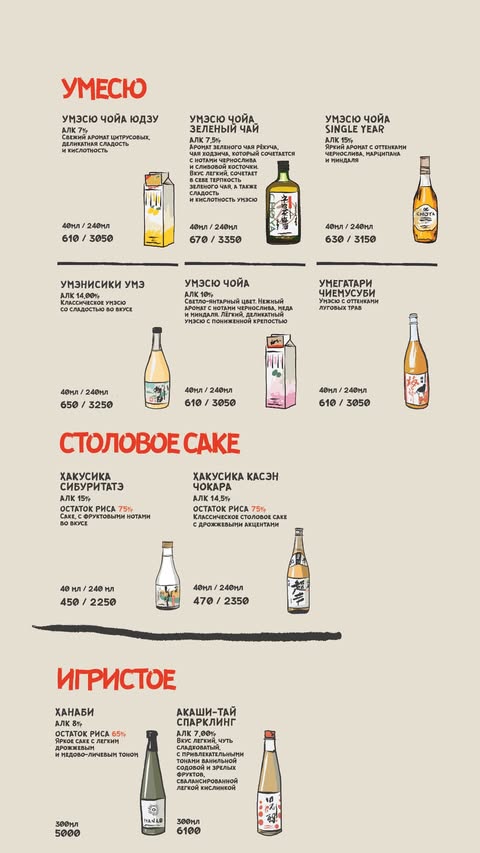 УМЕСЮ
УМЭСЮ ЧОЙА ЮДЗУ
АЛК 7%
Свежий аромат цитрусовых,
деликатная сладость
и кислотность
40мл / 240мл
610 / 3050
УМЭСЮ ЧОЙА
ЗЕЛЕНЫЙ ЧАЙ
АЛК 7,5%
Аромат зеленого чая рёкуча,
чая ходзича, который сочетается
с нотами чернослива
и сливовой косточки.
Вкус легкий, сочетает
в себе терпкость
зеленого чая, а также
сладость
и кислотность умэсю
40мл / 240мл
670 / 3350
УМЭСЮ ЧОЙА
SINGLE YEAR
АЛК 15%
Яркий аромат с оттенками
чернослива, марципана
и миндаля
40мл / 240мл
630 / 3150
CHOYA
УМЭНИСИКИ УМЭ
АЛК 14,00%
Классическое умэсю
со сладостью во вкусе
40мл / 240мл
650 / 3250
УМЭСЮ ЧОЙА
АЛК 10%
Светло-янтарный цвет. Нежный
аромат с нотами чернослива, меда
и миндаля. Лёгкий, деликатный
умэсю с пониженной крепостью
40мл / 240мл
610 / 3050
УМЕГАТАРИ
ЧИЕМУСУБИ
Умэсю с оттенками
луговых трав
40мл / 240мл
610 / 3050
СТОЛОВОЕ САКЕ
ХАКУСИКА
СИБУРИТАТЭ
АЛК 15%
ОСТАТОК РИСА 75%
Саке, с фруктовыми нотами
во вкусе
40 мл / 240 мл
450 / 2250
ХАКУСИКА КАСЭН
ЧОКАРА
АЛК 14,5%
ОСТАТОК РИСА 75%
Классическое столовое саке
с дрожжевыми акцентами
40мл / 240мл
470 / 2350
ИГРИСТОЕ
ХАНАБИ
АЛК 8%
ОСТАТОК РИСА 65%
Яркое саке с легким
дрожжевым
и медово-личевым тоном
300мл
5000
АКАШИ-ТАЙ
СПАРКЛИНГ
АЛК 7,00%
Вкус легкий, чуть
сладковатый,
с привлекательными
тонами ванильной
содовой и зрелых
фруктов,
сбалансированной
легкой кислинкой
300мл
6100